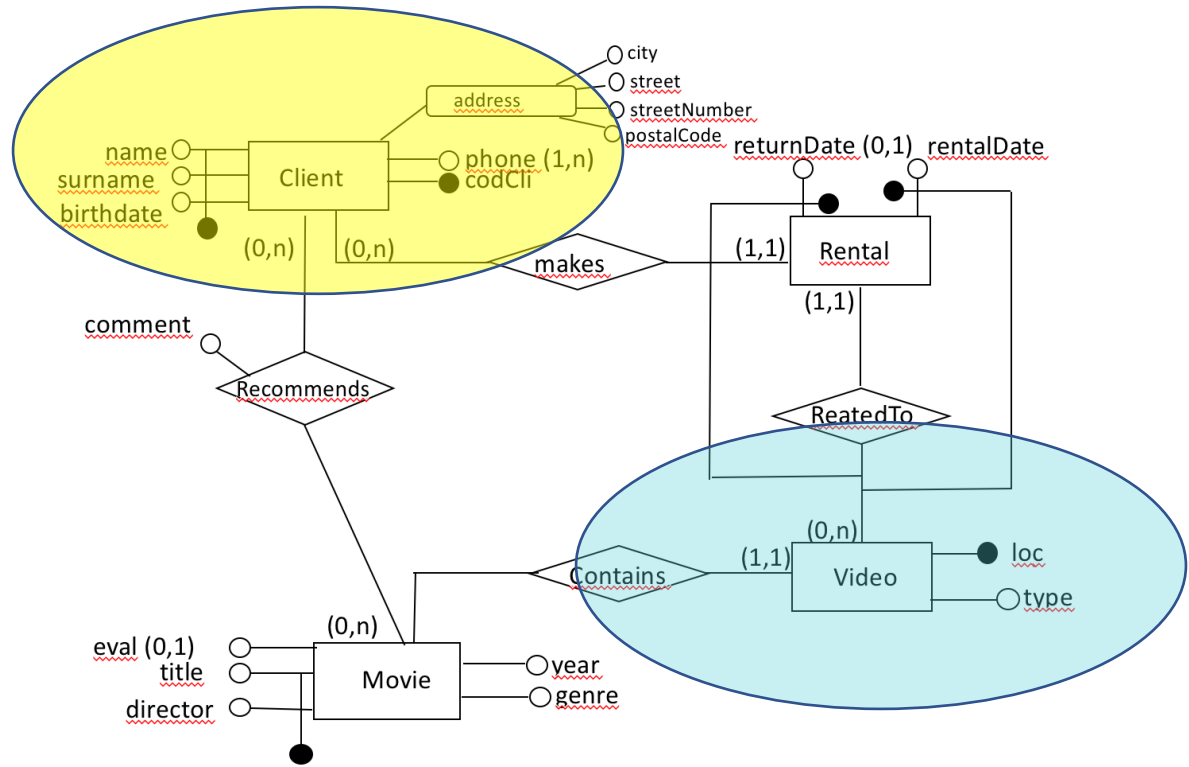 city
street
address
streetNumber
postalCode
returnDate (0,1) rentalDate
name
phone (1,n)
surname
Client
codCli
birthdate
(0,n) (0,n)
makes
(1,1)
Rental
(1,1)
comment
Recommends
ReatedTo
(0,n)
(1,1)
loc
Contains
Video
type
(0,n)
eval (0,1)
title
year
Movie
genre
director